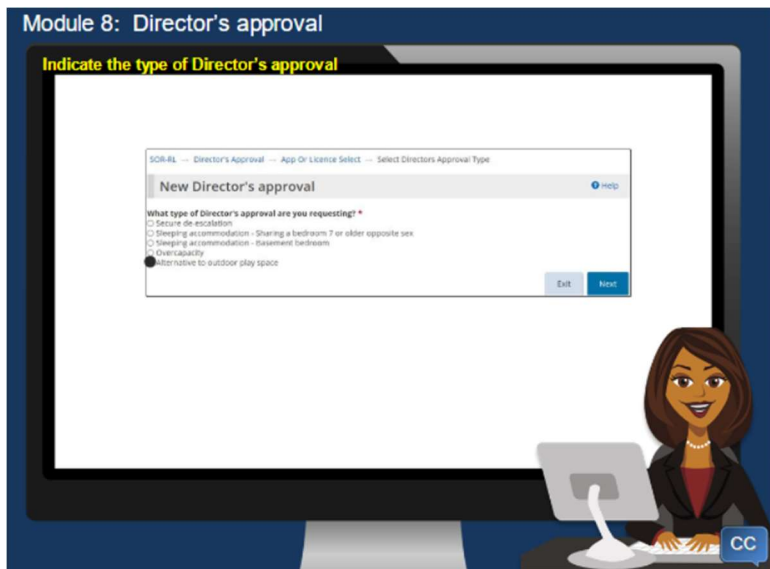 Module 8: Director's approval
Indicate the type of Director's approval
SOR-RL → Director's Approval → App Or Licence Select → Select Directors Approval Type
New Director's approval
Help
What type of Director's approval are you requesting? *
Secure de-escalation
Sleeping accommodation - Sharing a bedroom 7 or older opposite sex
Sleeping accommodation - Basement bedroom
Overcapacity
Alternative to outdoor play space
Exit Next
CC